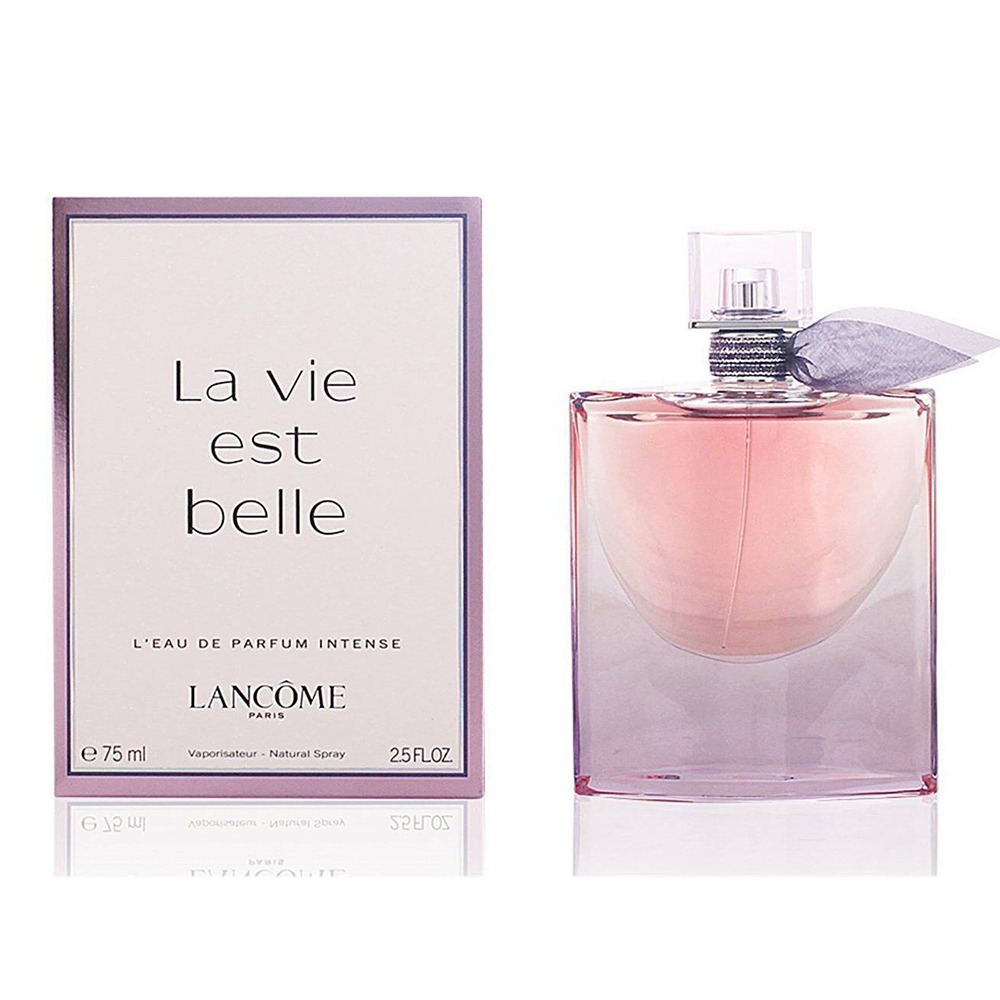 La vie
est
belle
L'EAU DE PARFUM INTENSE
LANCÔME
PARIS
e 75 ml Vaporisateur - Natural Spray 2.5 FL.OZ.